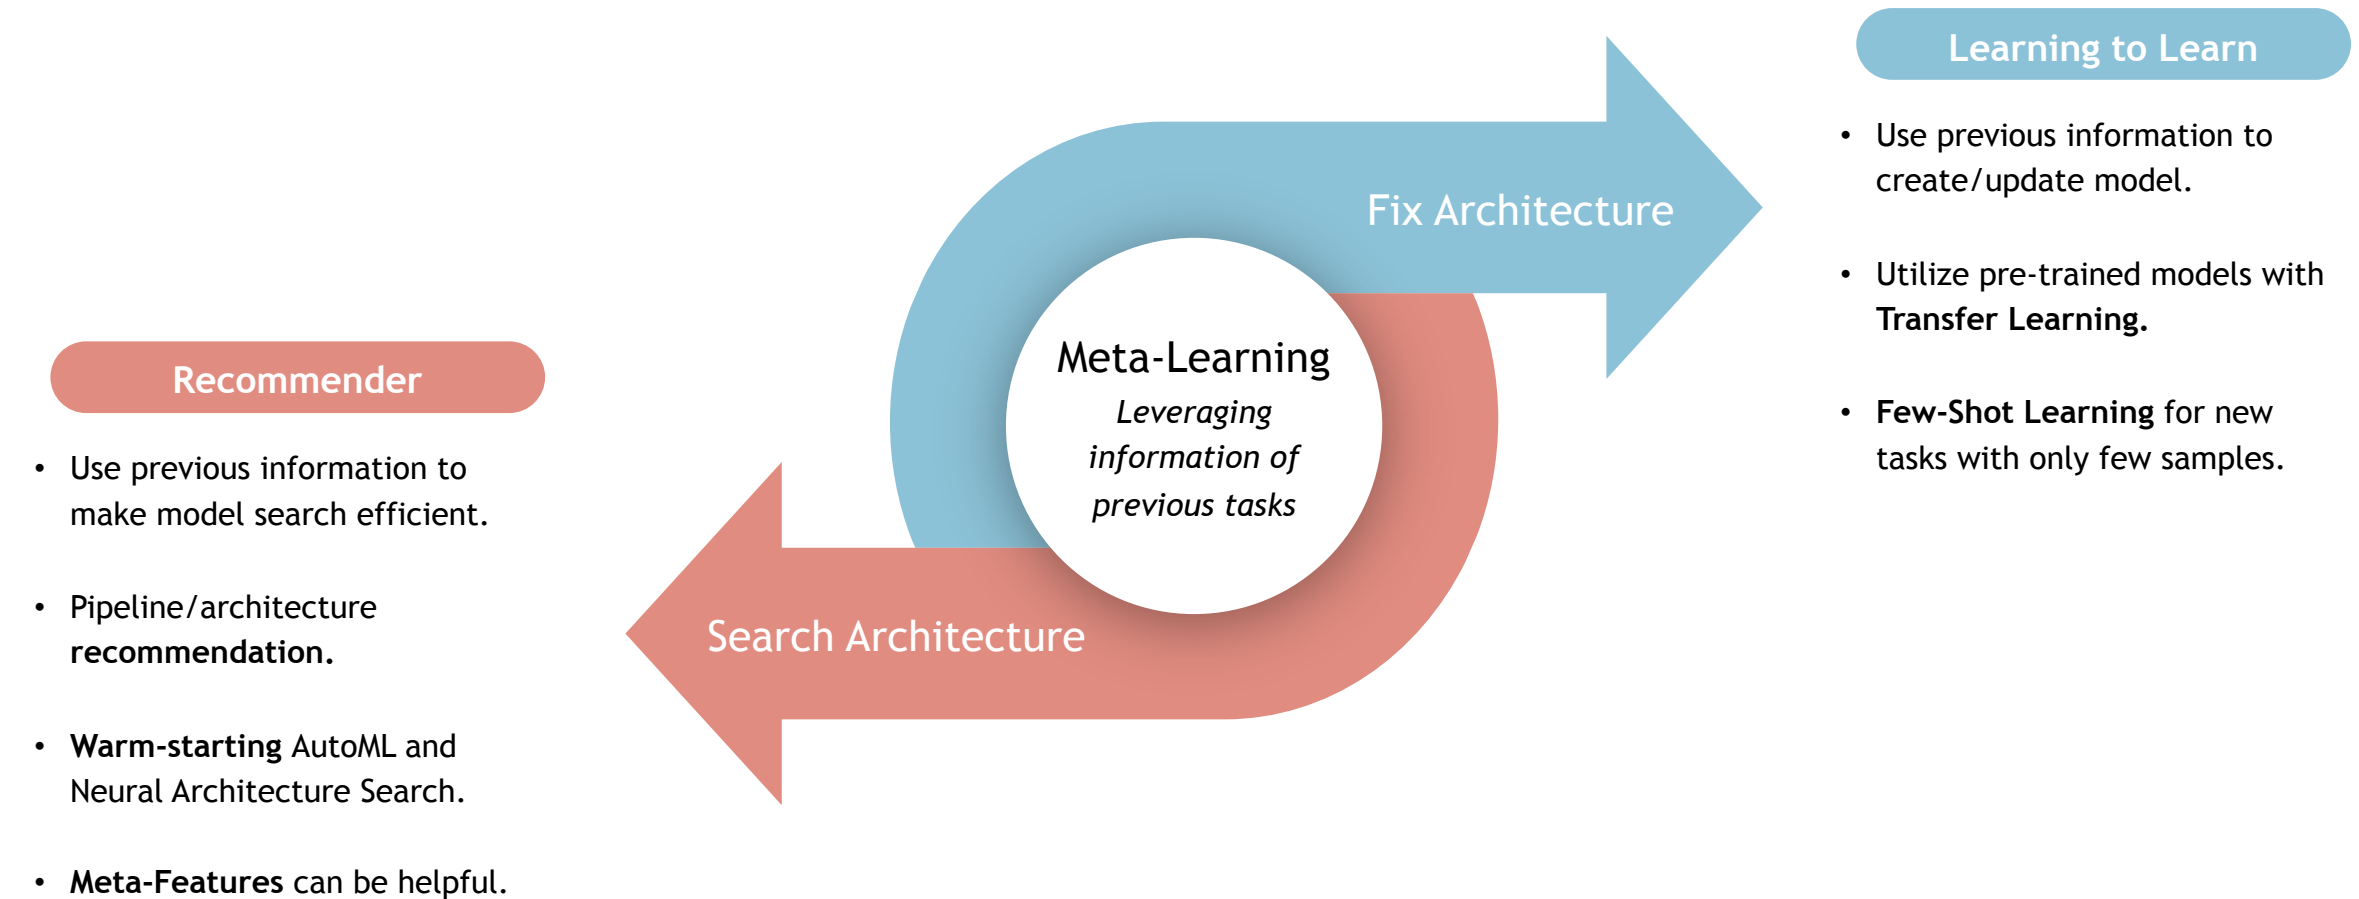 Learning to Learn
• Use previous information to
create/update model.
• Utilize pre-trained models with
Transfer Learning.
• Few-Shot Learning for new
tasks with only few samples.
Fix Architecture
Meta-Learning
Leveraging
information of
previous tasks
Search Architecture
Recommender
• Use previous information to
make model search efficient.
• Pipeline/architecture
recommendation.
• Warm-starting AutoML and
Neural Architecture Search.
• Meta-Features can be helpful.